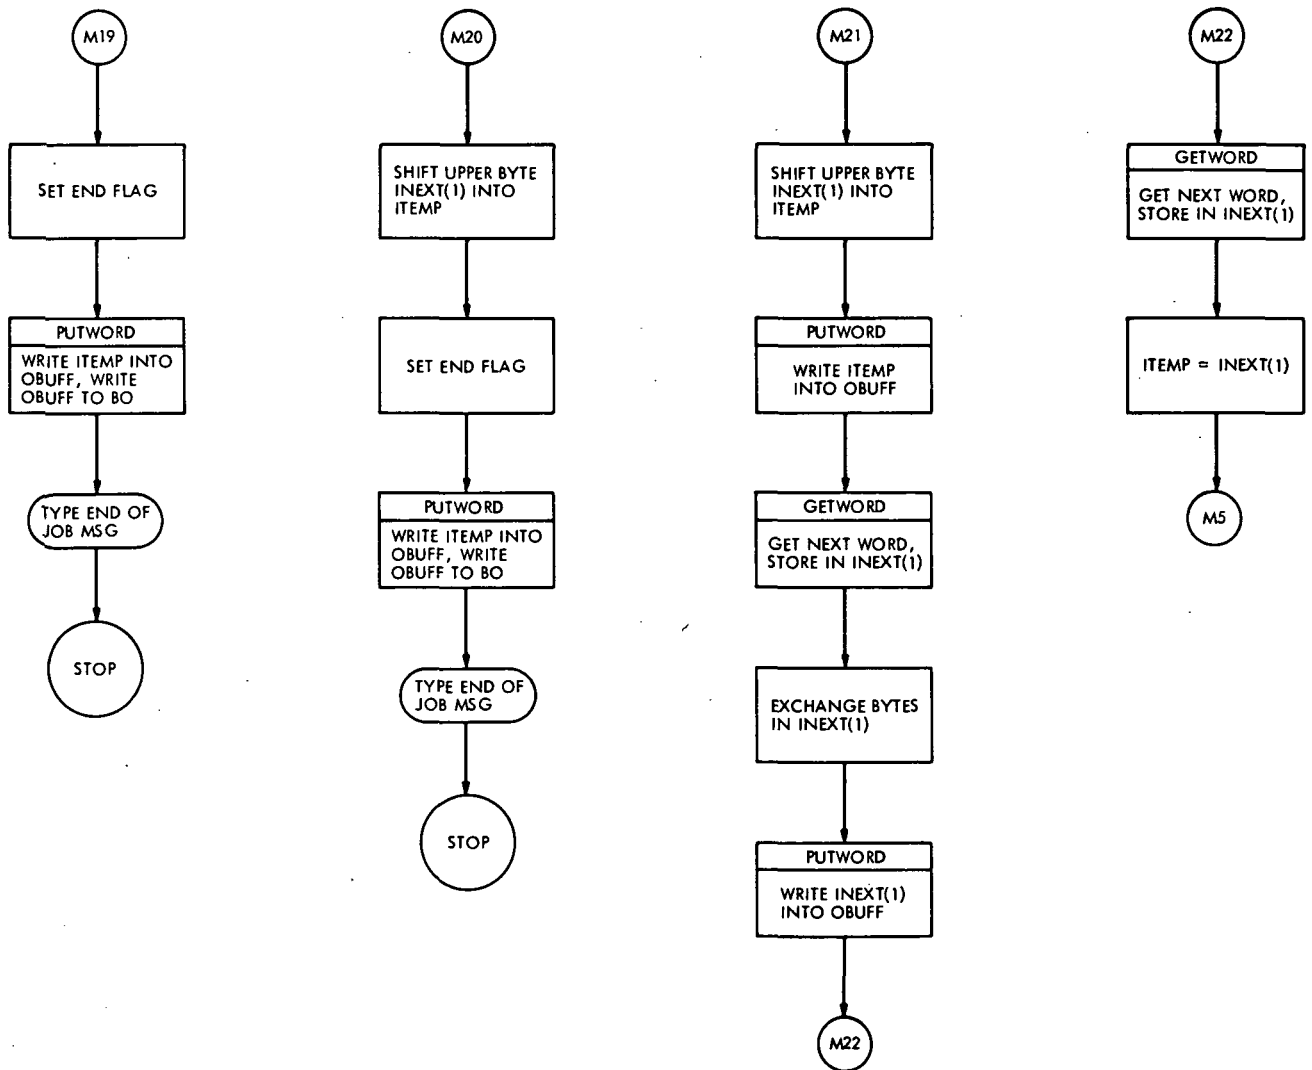 M19
SET END FLAG
PUTWORD
WRITE ITEMP INTO
OBUFF, WRITE
OBUFF TO BO
TYPE END OF
JOB MSG
STOP
M20
SHIFT UPPER BYTE
INEXT(1) INTO
ITEMP
SET END FLAG
PUTWORD
WRITE ITEMP INTO
OBUFF, WRITE
OBUFF TO BO
TYPE END OF
JOB MSG
STOP
M21
SHIFT UPPER BYTE
INEXT(1) INTO
ITEMP
PUTWORD
WRITE ITEMP
INTO OBUFF
GETWORD
GET NEXT WORD,
STORE IN INEXT(1)
EXCHANGE BYTES
IN INEXT(1)
PUTWORD
WRITE INEXT(1)
INTO OBUFF
M22
M22
GETWORD
GET NEXT WORD,
STORE IN INEXT(1)
ITEMP = INEXT(1)
M5